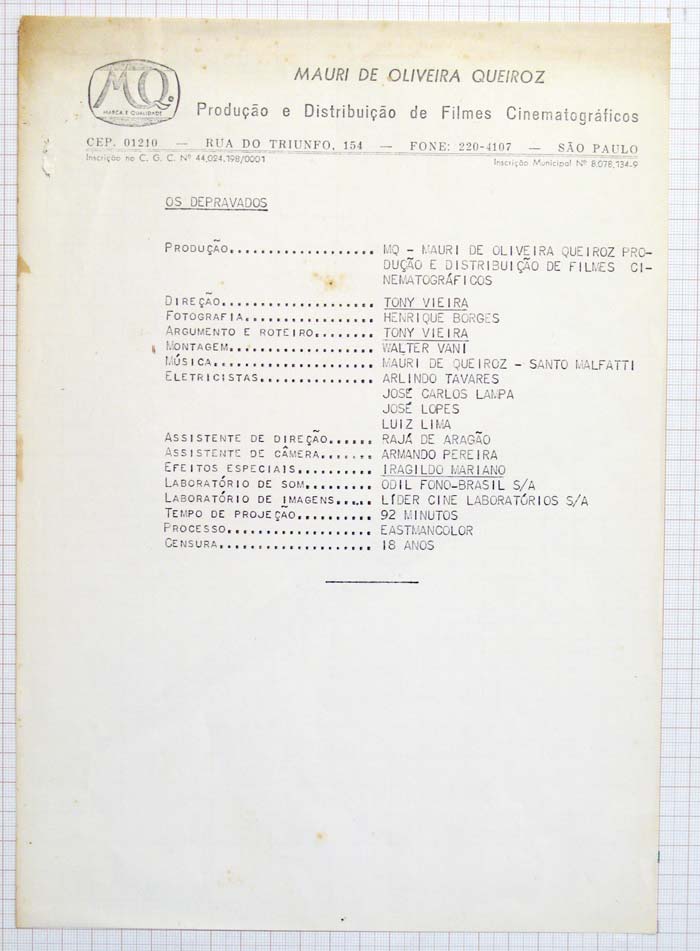 MQ.
MARCA E QUALIDADE
MAURI DE OLIVEIRA QUEIROZ
Produção e Distribuição de Filmes Cinematográficos
CEP. 01210 — RUA DO TRIUNFO, 154 — FONE: 220-4107 — SÃO PAULO
Inscrição no C. G. C. Nº 44.024.198/0001 Inscrição Municipal Nº 8.078.134-9
OS DEPRAVADOS
PRODUÇÃO................... MQ - MAURI DE OLIVEIRA QUEIROZ PRO-
DUÇÃO E DISTRIBUIÇÃO DE FILMES CI-
NEMATOGRÁFICOS
DIREÇÃO.................... TONY VIEIRA
FOTOGRAFIA................. HENRIQUE BORGES
ARGUMENTO E ROTEIRO....... TONY VIEIRA
MONTAGEM................... WALTER VANI
MÚSICA..................... MAURI DE QUEIROZ - SANTO MALFATTI
ELETRICISTAS............... ARLINDO TAVARES
JOSÉ CARLOS LAMPA
JOSÉ LOPES
LUIZ LIMA
ASSISTENTE DE DIREÇÃO...... RAJÁ DE ARAGÃO
ASSISTENTE DE CÂMERA....... ARMANDO PEREIRA
EFEITOS ESPECIAIS.......... IRAGILDO MARIANO
LABORATÓRIO DE SOM......... ODIL FONO-BRASIL S/A
LABORATÓRIO DE IMAGENS..... LÍDER CINE LABORATÓRIOS S/A
TEMPO DE PROJEÇÃO.......... 92 MINUTOS
PROCESSO................... EASTMANCOLOR
CENSURA.................... 18 ANOS